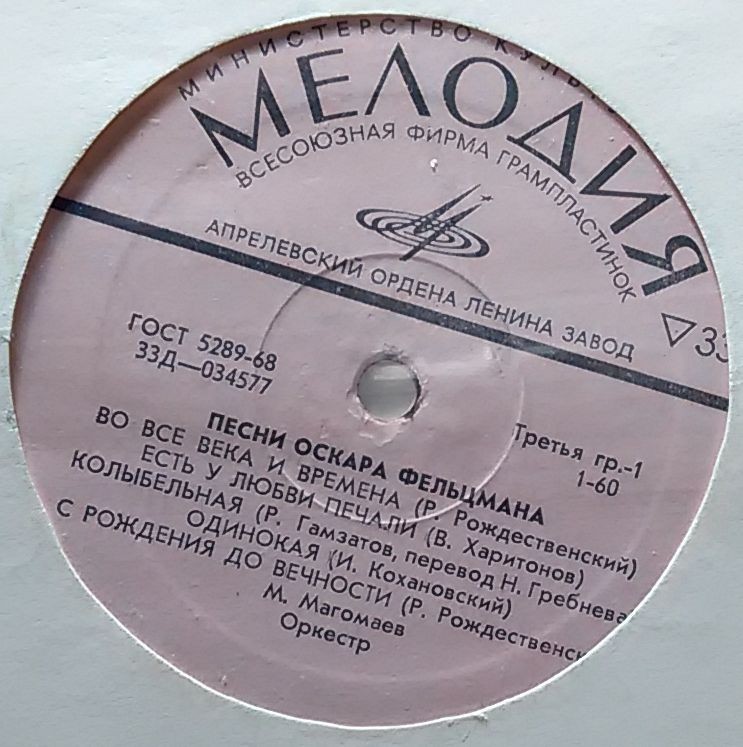 МИНИСТЕРСТВО
МЕЛОДИЯ
ВСЕСОЮЗНАЯ ФИРМА ГРАМПЛАСТИНОК
АПРЕЛЕВСКИЙ ОРДЕНА ЛЕНИНА ЗАВОД
33
ГОСТ 5289-68
33Д—034577
Третья гр.-1
1-60
ПЕСНИ ОСКАРА ФЕЛЬЦМАНА
ВО ВСЕ ВЕКА И ВРЕМЕНА (Р. Рождественский)
ЕСТЬ У ЛЮБВИ ПЕЧАЛИ (В. Харитонов)
КОЛЫБЕЛЬНАЯ (Р. Гамзатов, перевод Н. Гребнева
ОДИНОКАЯ (И. Кохановский)
С РОЖДЕНИЯ ДО ВЕЧНОСТИ (Р. Рождественск
М. Магомаев
Оркестр